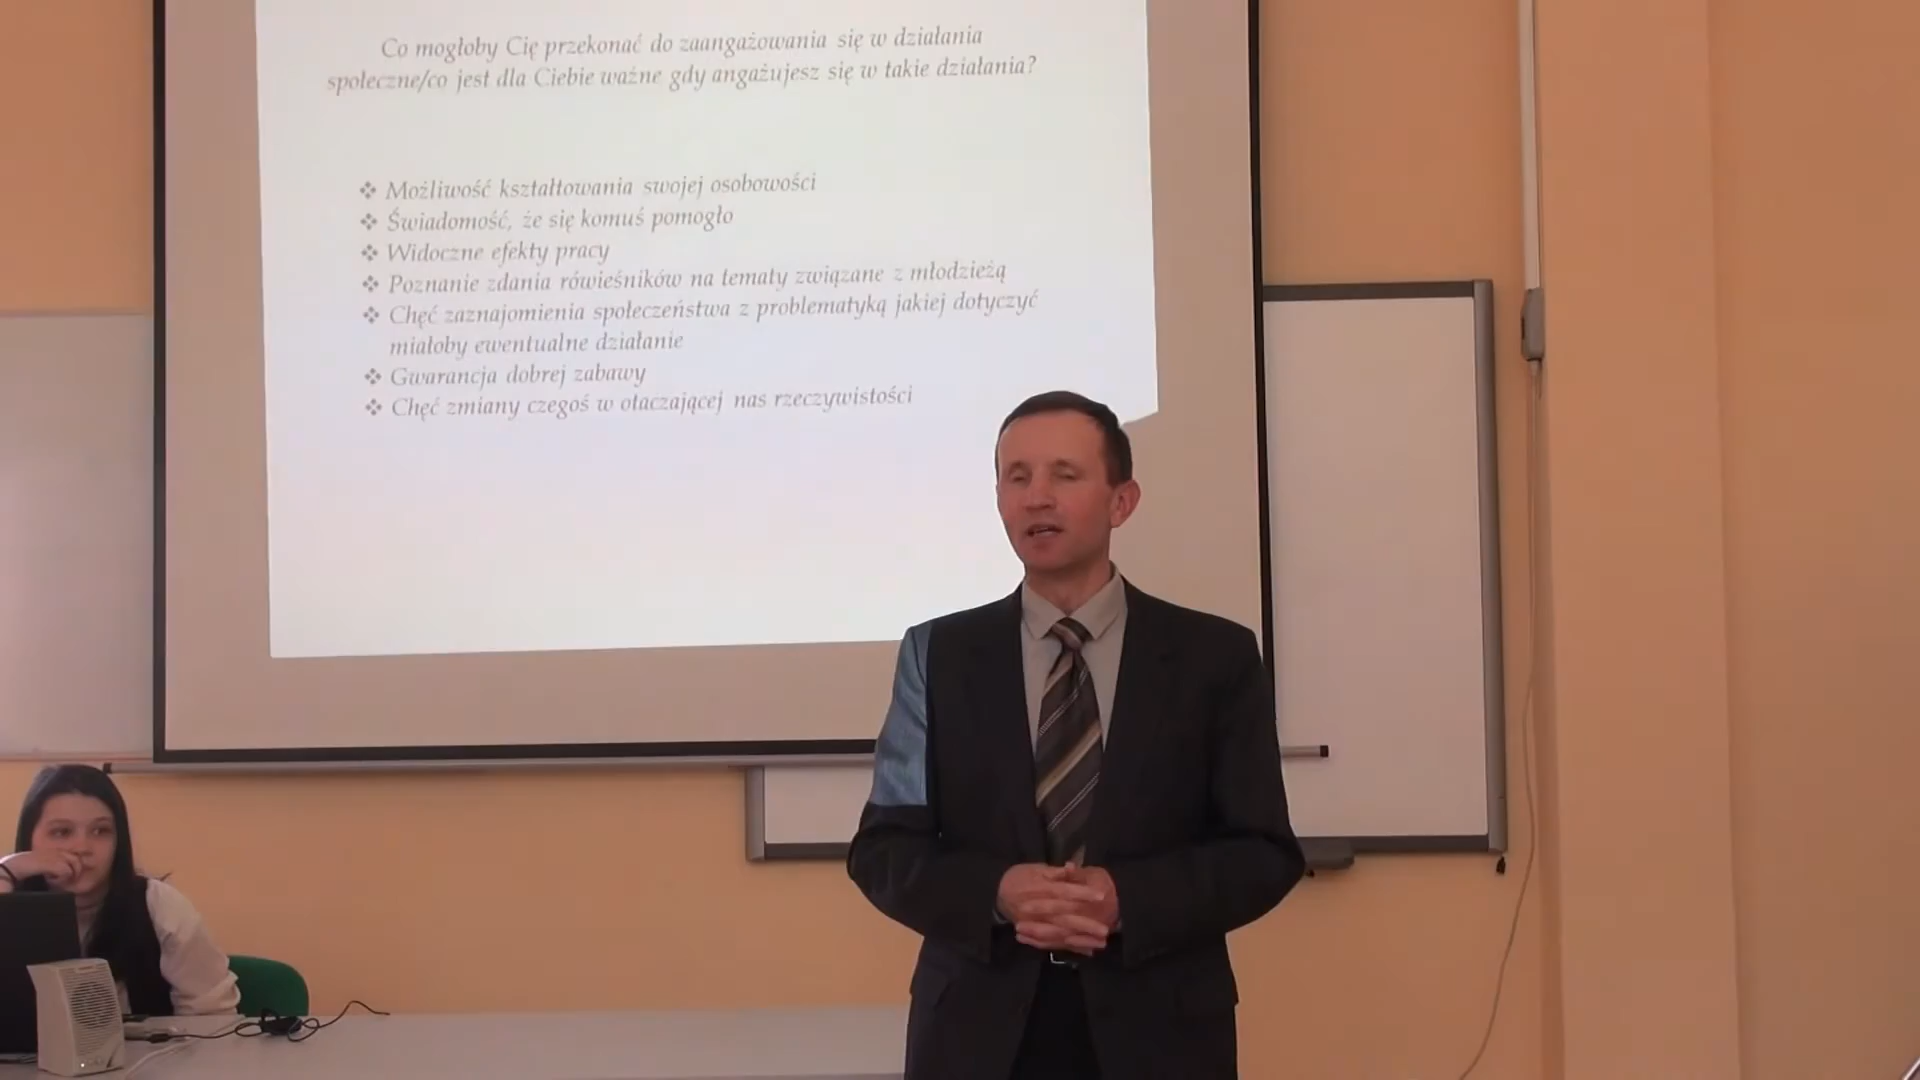 Co mogłoby Cię przekonać do zaangażowania się w działania
społeczne/co jest dla Ciebie ważne gdy angażujesz się w takie działania?
❖ Możliwość kształtowania swojej osobowości
❖ Świadomość, że się komuś pomogło
❖ Widoczne efekty pracy
❖ Poznanie zdania rówieśników na tematy związane z młodzieżą
❖ Chęć zaznajomienia społeczeństwa z problematyką jakiej dotyczyć
miałoby ewentualne działanie
❖ Gwarancja dobrej zabawy
❖ Chęć zmiany czegoś w otaczającej nas rzeczywistości